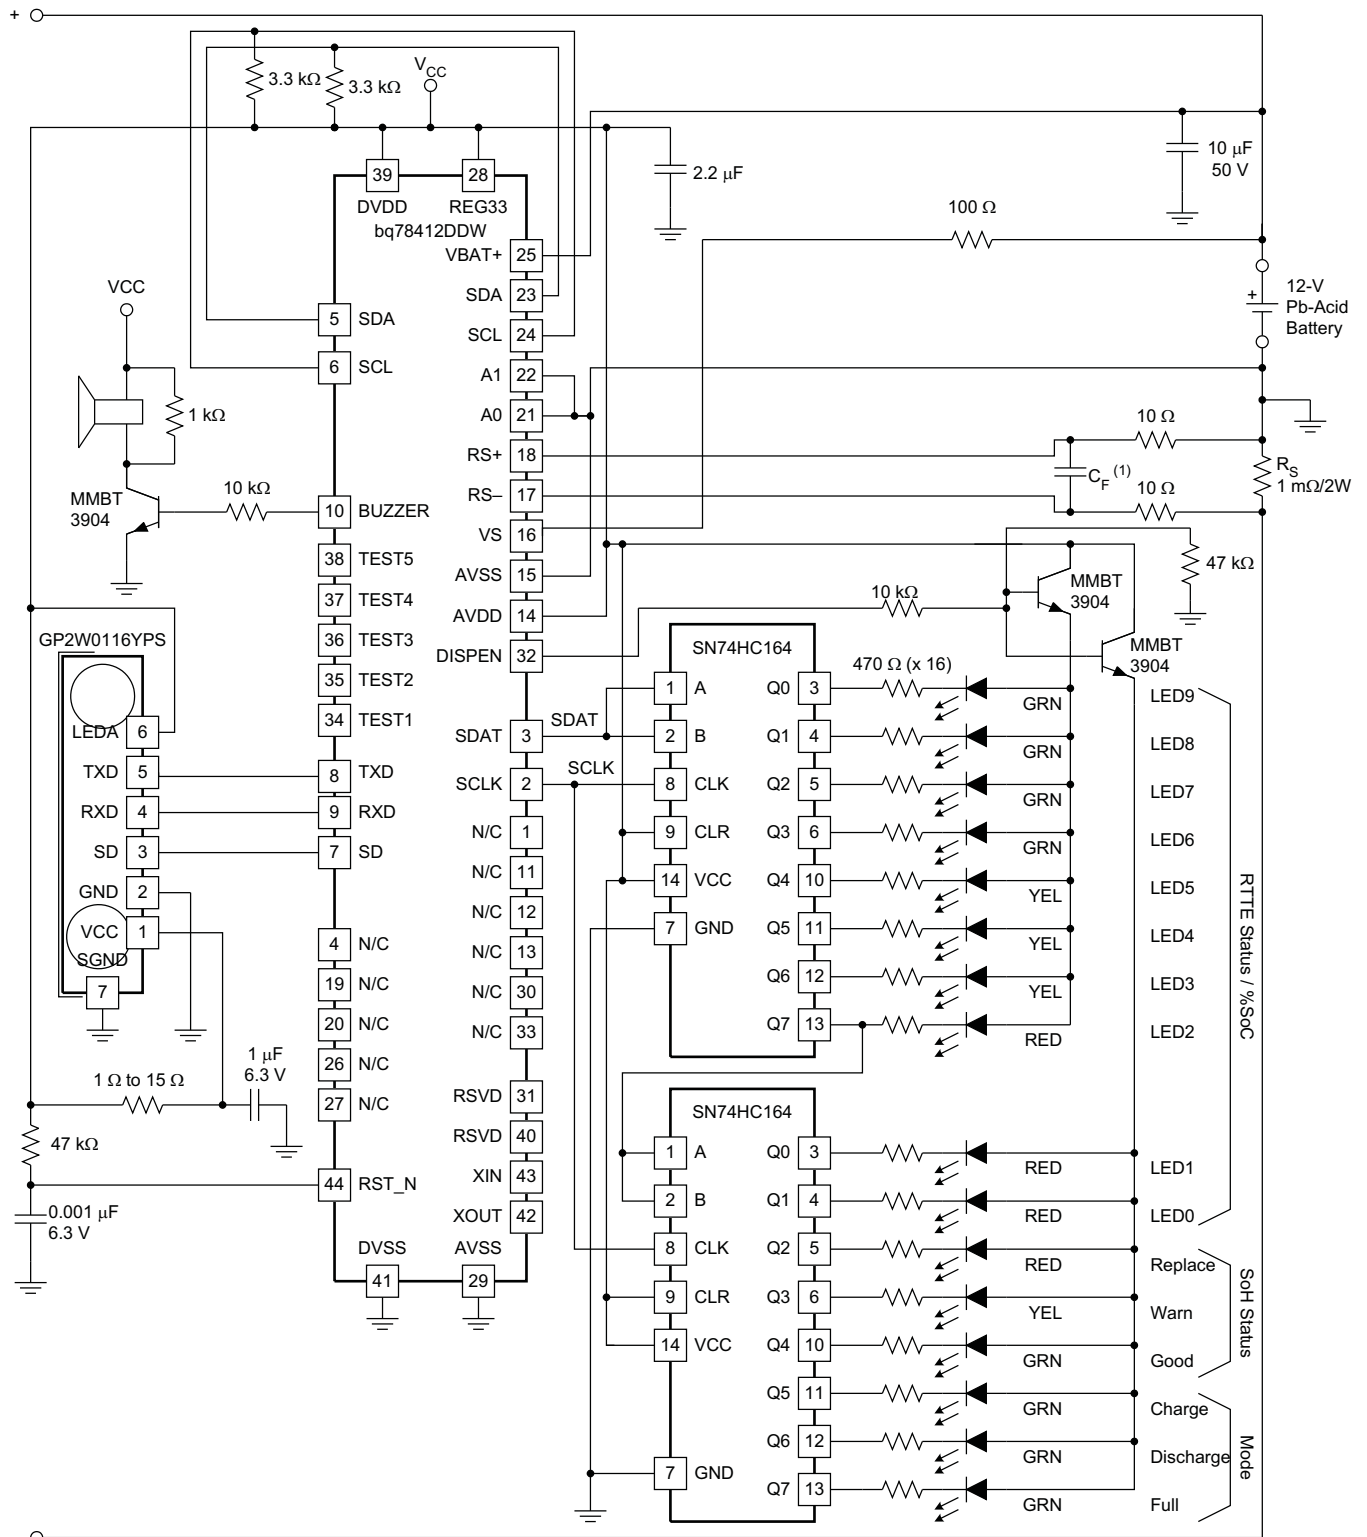 +
3.3 kΩ
3.3 kΩ
VCC
2.2 μF
10 μF
50 V
100 Ω
39
28
DVDD
REG33
bq78412DDW
VBAT+
25
SDA
23
SCL
24
A1
22
A0
21
RS+
18
RS–
17
VS
16
AVSS
15
AVDD
14
DISPEN
32
SDAT
3
SDAT
SCLK
2
SCLK
N/C
1
N/C
11
N/C
12
N/C
13
N/C
30
N/C
33
RSVD
31
RSVD
40
XIN
43
XOUT
42
5
SDA
6
SCL
10
BUZZER
38
TEST5
37
TEST4
36
TEST3
35
TEST2
34
TEST1
8
TXD
9
RXD
7
SD
4
N/C
19
N/C
20
N/C
26
N/C
27
N/C
44
RST_N
DVSS
AVSS
41
29
VCC
1 kΩ
MMBT
3904
10 kΩ
GP2W0116YPS
LEDA
6
TXD
5
RXD
4
SD
3
GND
2
VCC
1
SGND
7
1 Ω to 15 Ω
1 μF
6.3 V
47 kΩ
0.001 μF
6.3 V
12-V
+
Pb-Acid
Battery
10 Ω
CF (1)
10 Ω
RS
1 mΩ/2W
47 kΩ
10 kΩ
MMBT
3904
MMBT
3904
SN74HC164
470 Ω (x 16)
1
A
Q0
3
GRN
LED9
2
B
Q1
4
GRN
LED8
8
CLK
Q2
5
GRN
LED7
9
CLR
Q3
6
GRN
LED6
14
VCC
Q4
10
YEL
LED5
7
GND
Q5
11
YEL
LED4
Q6
12
YEL
LED3
Q7
13
RED
LED2
RTTE Status / %SoC
SN74HC164
1
A
Q0
3
RED
LED1
2
B
Q1
4
RED
LED0
8
CLK
Q2
5
RED
Replace
9
CLR
Q3
6
YEL
Warn
14
VCC
Q4
10
GRN
Good
SoH Status
Q5
11
GRN
Charge
Q6
12
GRN
Discharge
7
GND
Q7
13
GRN
Full
Mode